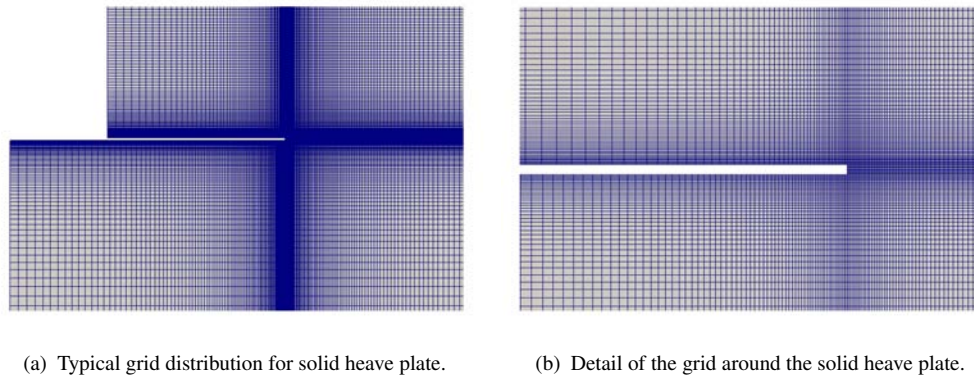 (a) Typical grid distribution for solid heave plate.
(b) Detail of the grid around the solid heave plate.